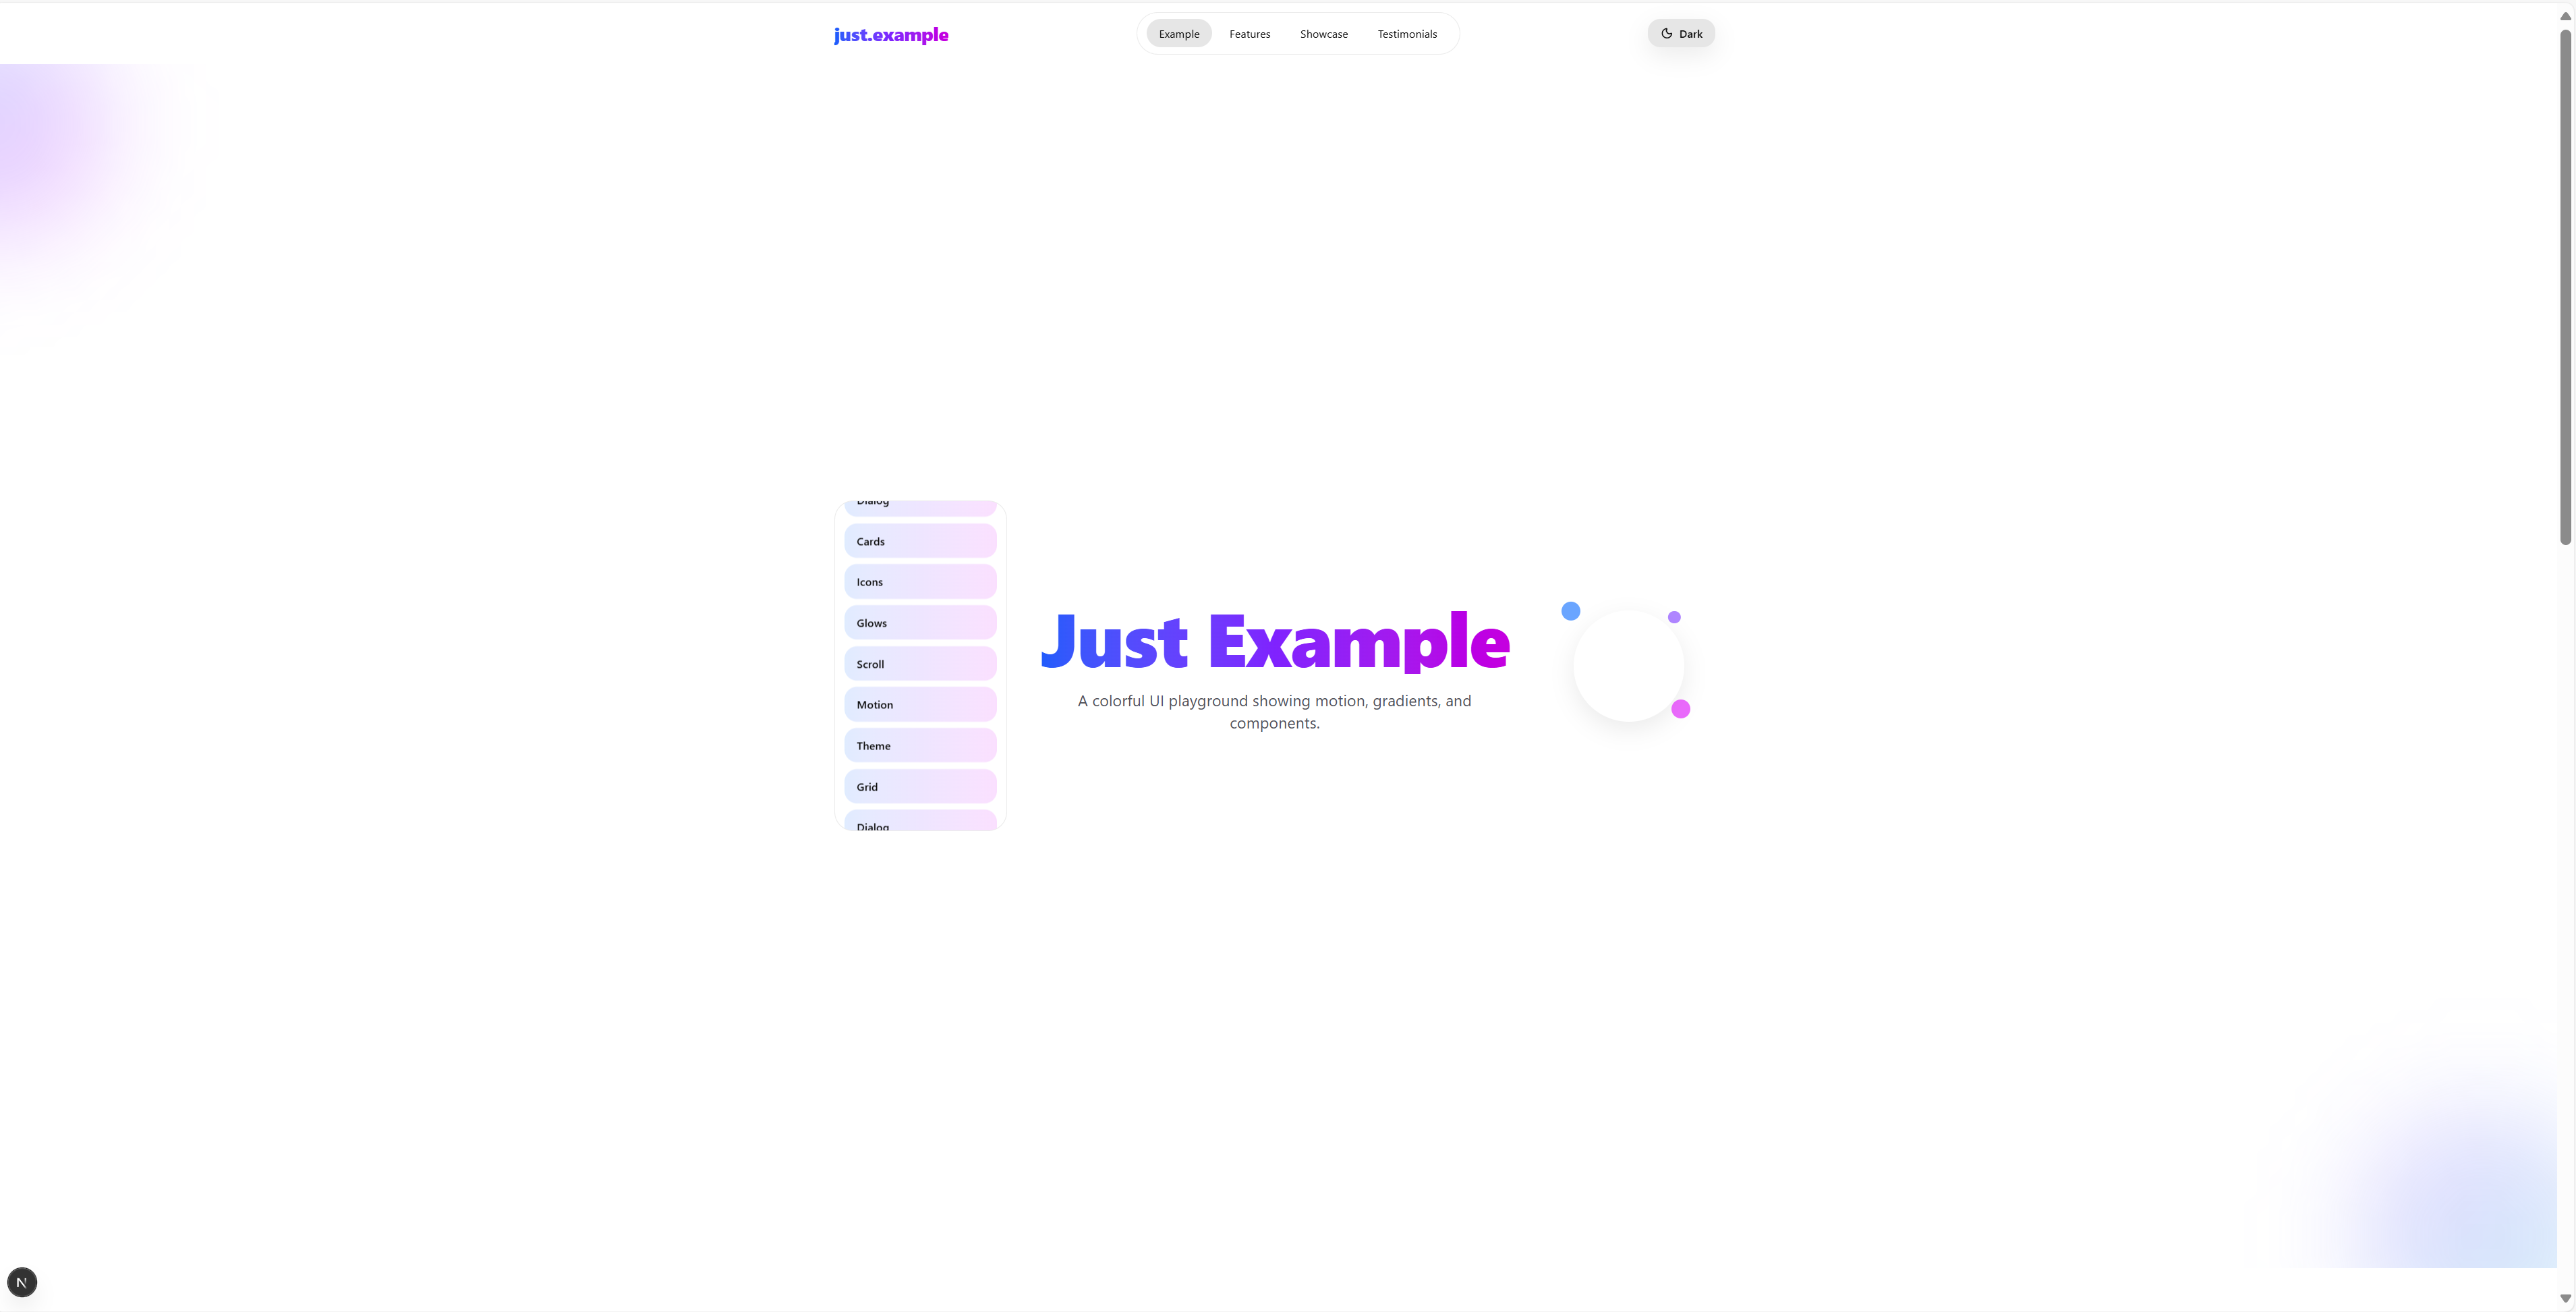 just.example
Example
Features
Showcase
Testimonials
Dark
Dialog
Cards
Icons
Glows
Scroll
Motion
Theme
Grid
Dialog
Just Example
A colorful UI playground showing motion, gradients, and
components.
N